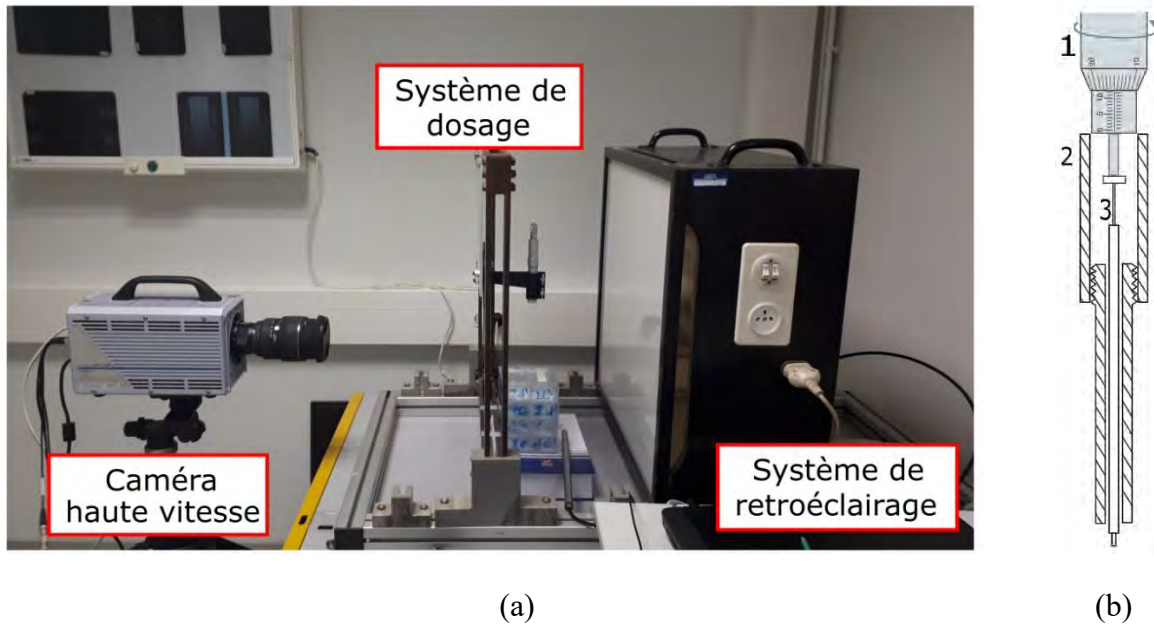 Système de
dosage
Caméra
haute vitesse
Système de
retroéclairage
1
2
3
(a)
(b)